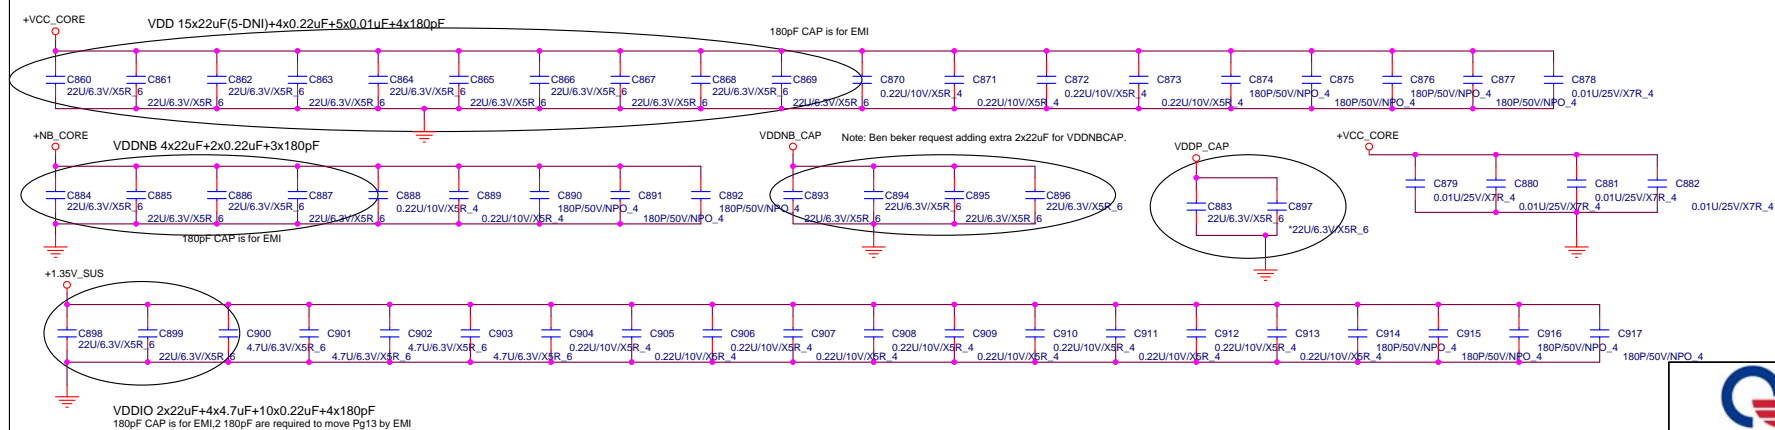 +VCC_CORE
VDD 15x22uF(5-DNI)+4x0.22uF+5x0.01uF+4x180pF
180pF CAP is for EMI
C860
22U/6.3V/X5R_6
C861
22U/6.3V/X5R_6
C862
22U/6.3V/X5R_6
C863
22U/6.3V/X5R_6
C864
22U/6.3V/X5R_6
C865
22U/6.3V/X5R_6
C866
22U/6.3V/X5R_6
C867
22U/6.3V/X5R_6
C868
22U/6.3V/X5R_6
C869
22U/6.3V/X5R_6
C870
0.22U/10V/X5R_4
C871
0.22U/10V/X5R_4
C872
0.22U/10V/X5R_4
C873
0.22U/10V/X5R_4
C874
180P/50V/NPO_4
C875
180P/50V/NPO_4
C876
180P/50V/NPO_4
C877
180P/50V/NPO_4
C878
0.01U/25V/X7R_4
+NB_CORE
VDDNB 4x22uF+2x0.22uF+3x180pF
C884
22U/6.3V/X5R_6
C885
22U/6.3V/X5R_6
C886
22U/6.3V/X5R_6
C887
22U/6.3V/X5R_6
C888
0.22U/10V/X5R_4
C889
0.22U/10V/X5R_4
C890
180P/50V/NPO_4
C891
180P/50V/NPO_4
C892
180P/50V/NPO_4
180pF CAP is for EMI
VDDNB_CAP
Note: Ben beker request adding extra 2x22uF for VDDNBCAP.
C893
22U/6.3V/X5R_6
C894
22U/6.3V/X5R_6
C895
22U/6.3V/X5R_6
C896
22U/6.3V/X5R_6
VDDP_CAP
C883
22U/6.3V/X5R_6
C897
*22U/6.3V/X5R_6
+VCC_CORE
C879
0.01U/25V/X7R_4
C880
0.01U/25V/X7R_4
C881
0.01U/25V/X7R_4
C882
0.01U/25V/X7R_4
+1.35V_SUS
C898
22U/6.3V/X5R_6
C899
22U/6.3V/X5R_6
C900
4.7U/6.3V/X5R_6
C901
4.7U/6.3V/X5R_6
C902
4.7U/6.3V/X5R_6
C903
4.7U/6.3V/X5R_6
C904
0.22U/10V/X5R_4
C905
0.22U/10V/X5R_4
C906
0.22U/10V/X5R_4
C907
0.22U/10V/X5R_4
C908
0.22U/10V/X5R_4
C909
0.22U/10V/X5R_4
C910
0.22U/10V/X5R_4
C911
0.22U/10V/X5R_4
C912
0.22U/10V/X5R_4
C913
0.22U/10V/X5R_4
C914
180P/50V/NPO_4
C915
180P/50V/NPO_4
C916
180P/50V/NPO_4
C917
180P/50V/NPO_4
VDDIO 2x22uF+4x4.7uF+10x0.22uF+4x180pF
180pF CAP is for EMI,2 180pF are required to move Pg13 by EMI